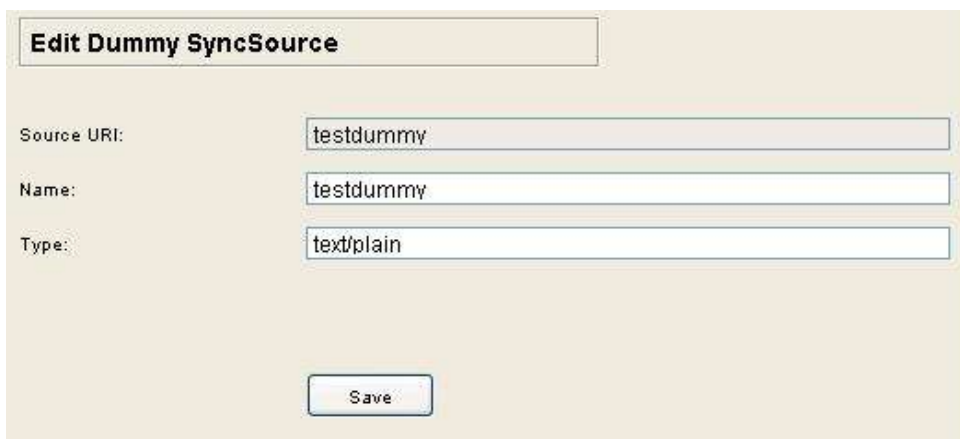 Edit Dummy SyncSource
Source URI: testdummy
Name: testdummy
Type: text/plain
Save